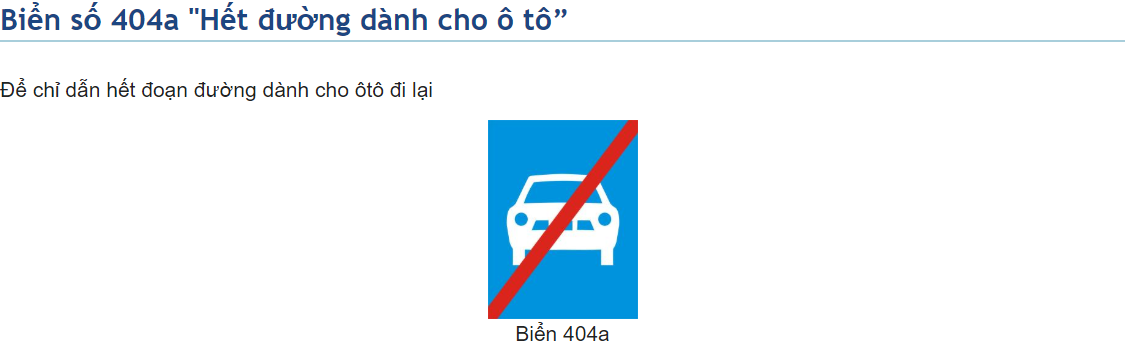 Biển số 404a "Hết đường dành cho ô tô”
Để chỉ dẫn hết đoạn đường dành cho ôtô đi lại
Biển 404a